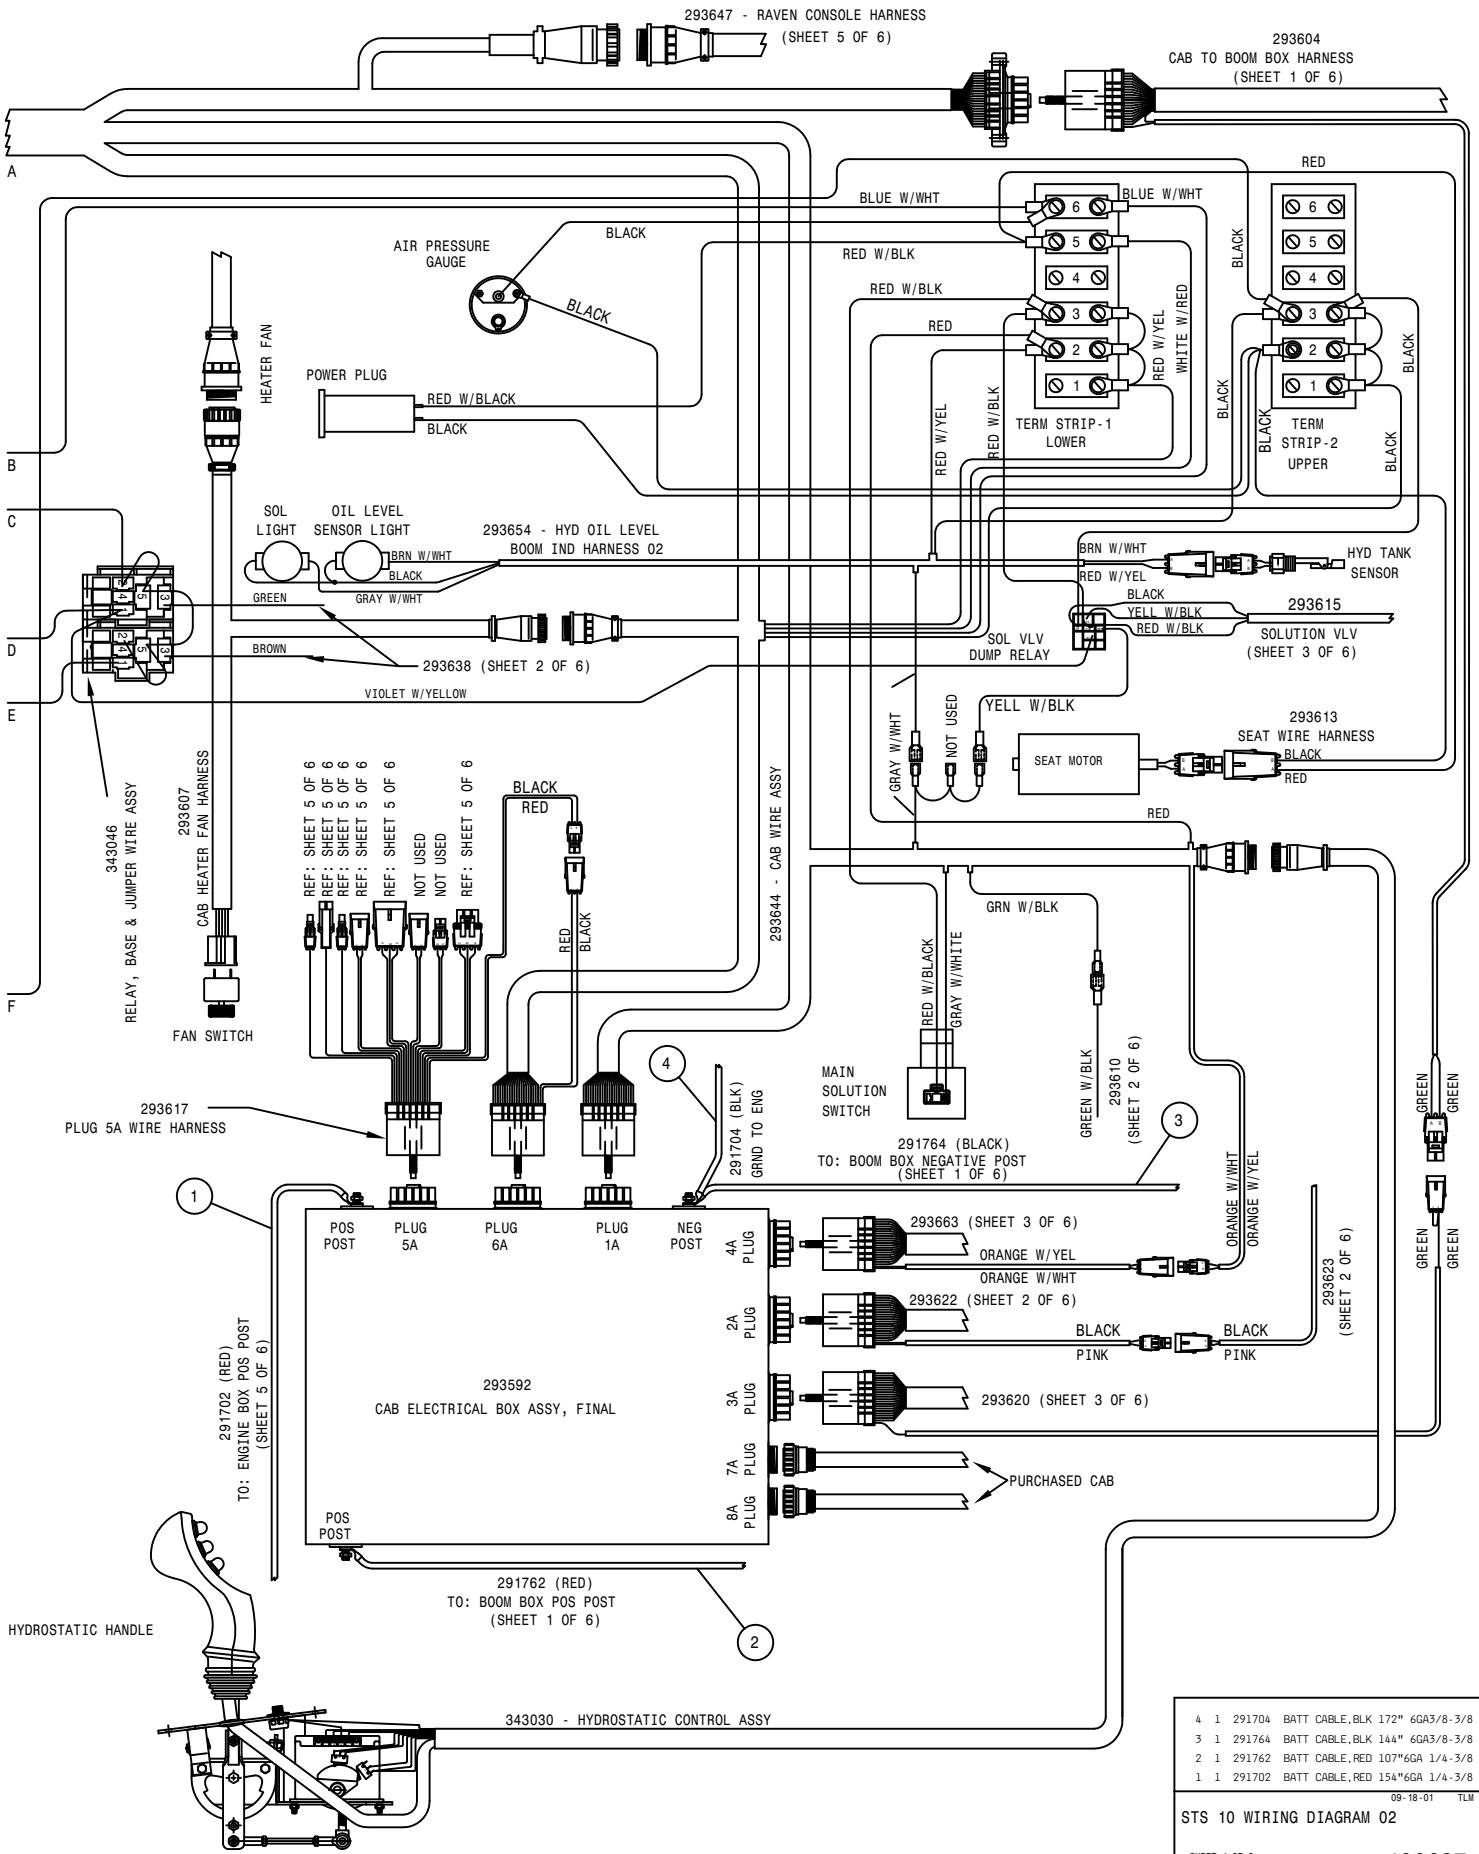 293647 - RAVEN CONSOLE HARNESS
(SHEET 5 OF 6)
293604
CAB TO BOOM BOX HARNESS
(SHEET 1 OF 6)
A
RED
BLUE W/WHT
6
BLUE W/WHT
6
BLACK
AIR PRESSURE
GAUGE
RED W/BLK
5
BLACK
5
RED W/BLK
4
4
BLACK
3
3
RED
2
RED W/YEL
WHITE W/RED
2
BLACK
HEATER FAN
POWER PLUG
RED W/BLACK
BLACK
1
1
TERM STRIP-1
LOWER
TERM
STRIP-2
UPPER
RED W/YEL
RED W/BLK
BLACK
BLACK
BLACK
B
C
SOL
LIGHT
OIL LEVEL
SENSOR LIGHT
293654 - HYD OIL LEVEL
BOOM IND HARNESS 02
BRN W/WHT
BLACK
GRAY W/WHT
BRN W/WHT
RED W/YEL
HYD TANK
SENSOR
2
4
1
5
3
GREEN
BLACK
YELL W/BLK
RED W/BLK
293615
SOLUTION VLV
(SHEET 3 OF 6)
SOL VLV
DUMP RELAY
D
2
4
1
5
3
BROWN
293638 (SHEET 2 OF 6)
VIOLET W/YELLOW
E
YELL W/BLK
GRAY W/WHT
NOT USED
293613
SEAT WIRE HARNESS
BLACK
RED
SEAT MOTOR
343046
RELAY, BASE & JUMPER WIRE ASSY
293607
CAB HEATER FAN HARNESS
REF: SHEET 5 OF 6
REF: SHEET 5 OF 6
REF: SHEET 5 OF 6
REF: SHEET 5 OF 6
REF: SHEET 5 OF 6
NOT USED
NOT USED
REF: SHEET 5 OF 6
BLACK
RED
RED
BLACK
293644 - CAB WIRE ASSY
RED
GRN W/BLK
RED W/BLACK
GRAY W/WHITE
F
FAN SWITCH
MAIN
SOLUTION
SWITCH
GREEN W/BLK
293610
(SHEET 2 OF 6)
4
291704 (BLK)
GRND TO ENG
293617
PLUG 5A WIRE HARNESS
291764 (BLACK)
TO: BOOM BOX NEGATIVE POST
(SHEET 1 OF 6)
3
1
ORANGE W/WHT
ORANGE W/YEL
GREEN
GREEN
GREEN
GREEN
POS
POST
PLUG
5A
PLUG
6A
PLUG
1A
NEG
POST
4A
PLUG
293663 (SHEET 3 OF 6)
ORANGE W/YEL
ORANGE W/WHT
2A
PLUG
293622 (SHEET 2 OF 6)
BLACK
PINK
BLACK
PINK
293623
(SHEET 2 OF 6)
291702 (RED)
TO: ENGINE BOX POS POST
(SHEET 5 OF 6)
293592
CAB ELECTRICAL BOX ASSY, FINAL
3A
PLUG
293620 (SHEET 3 OF 6)
7A
PLUG
8A
PLUG
PURCHASED CAB
POS
POST
291762 (RED)
TO: BOOM BOX POS POST
(SHEET 1 OF 6)
2
HYDROSTATIC HANDLE
343030 - HYDROSTATIC CONTROL ASSY
4 1 291704 BATT CABLE,BLK 172" 6GA3/8-3/8
3 1 291764 BATT CABLE,BLK 144" 6GA3/8-3/8
2 1 291762 BATT CABLE,RED 107"6GA 1/4-3/8
1 1 291702 BATT CABLE,RED 154"6GA 1/4-3/8
09-18-01 TLM
STS 10 WIRING DIAGRAM 02